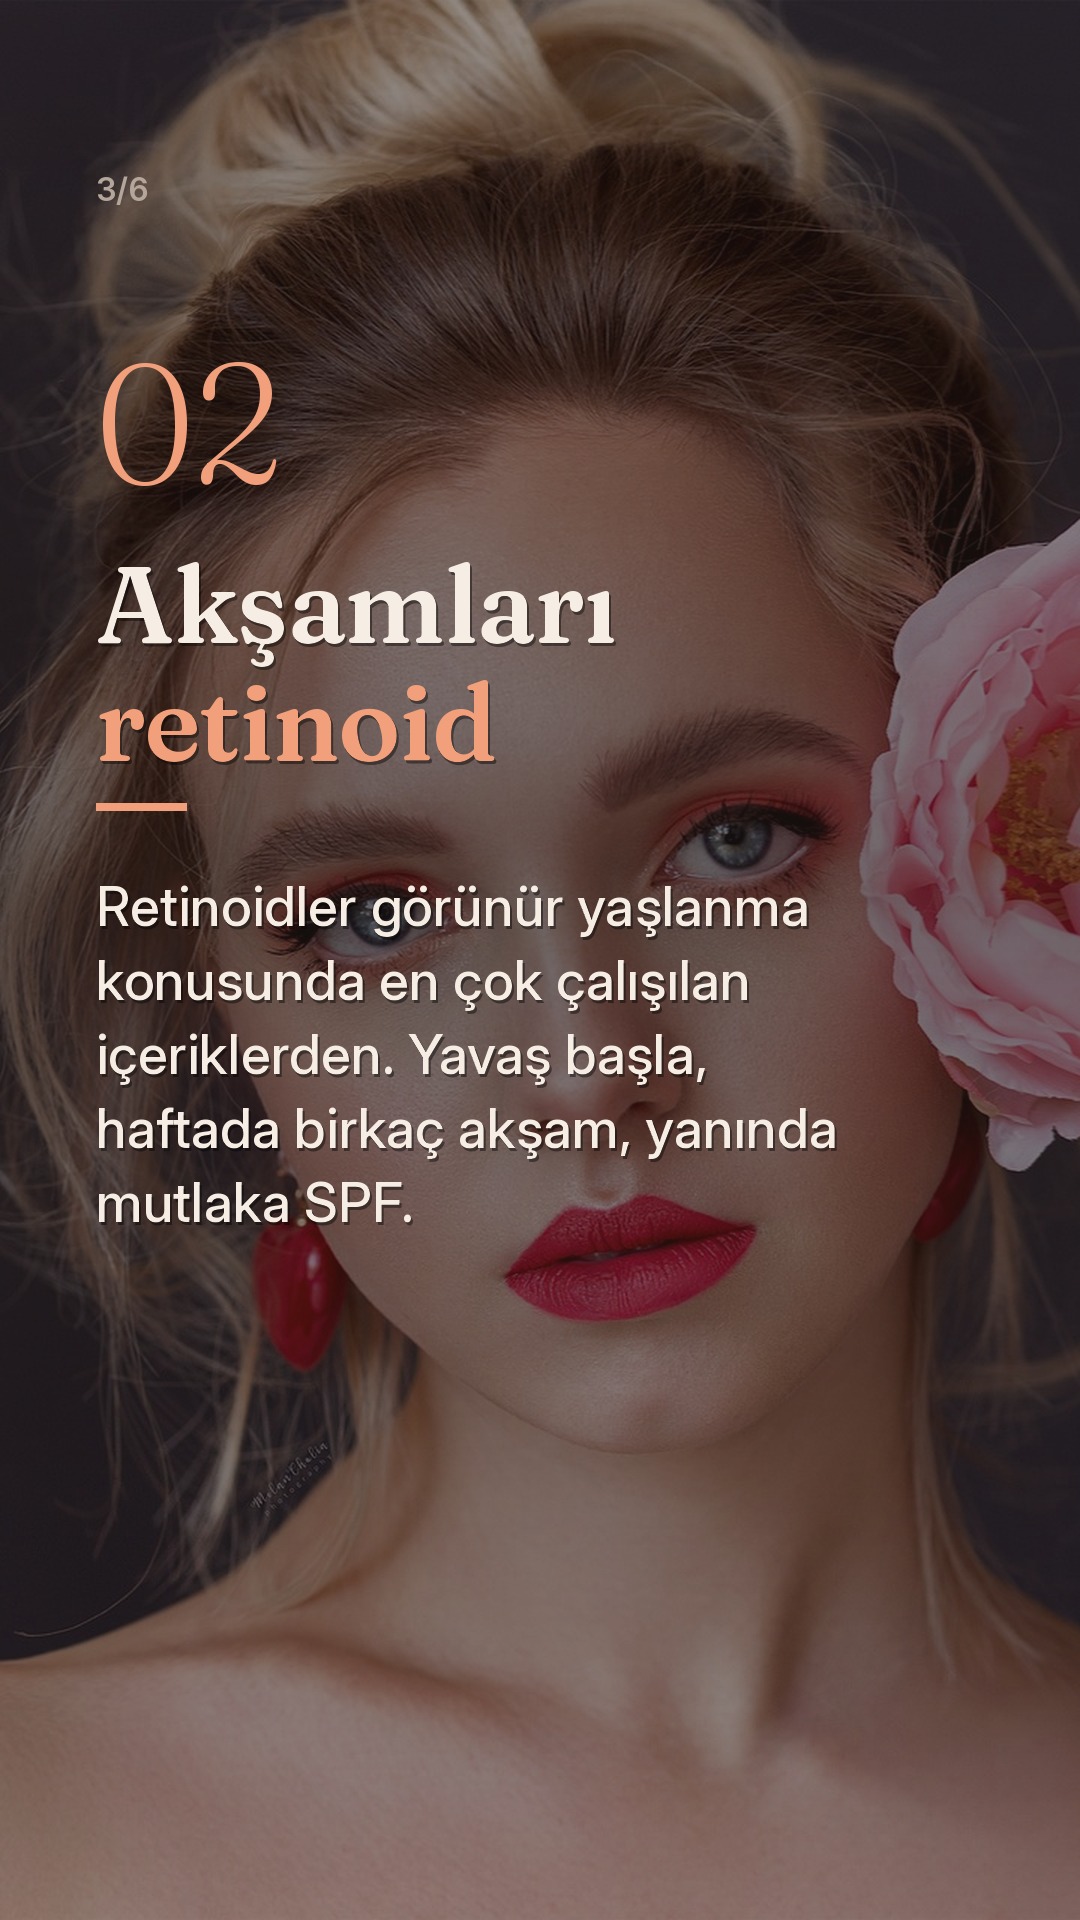 3/6
02
Akşamları
retinoid
Retinoidler görünür yaşlanma
konusunda en çok çalışılan
içeriklerden. Yavaş başla,
haftada birkaç akşam, yanında
mutlaka SPF.